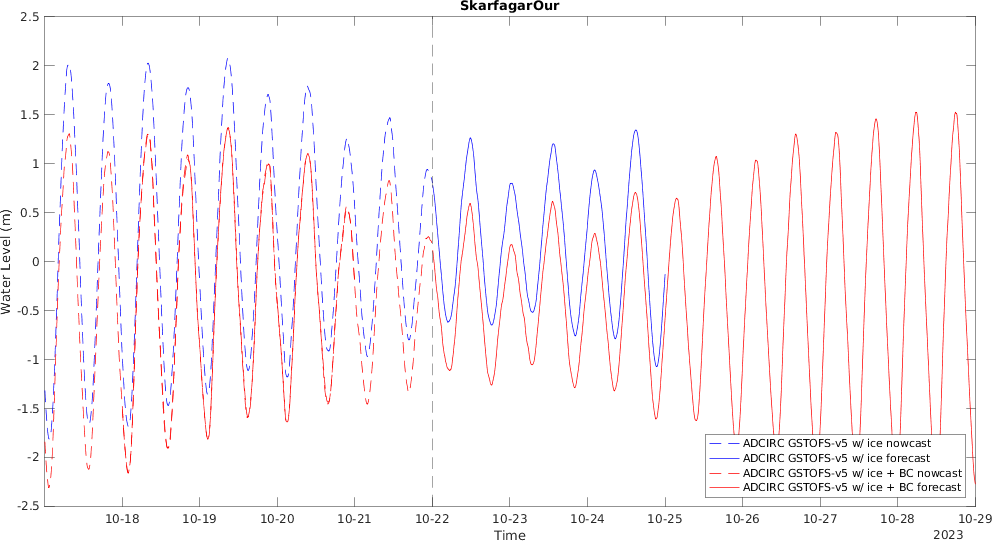 SkarfagarOur
2.5
2
1.5
1
0.5
0
-0.5
-1
-1.5
-2
-2.5
Water Level (m)
ADCIRC GSTOFS-v5 w/ ice nowcast
ADCIRC GSTOFS-v5 w/ ice forecast
ADCIRC GSTOFS-v5 w/ ice + BC nowcast
ADCIRC GSTOFS-v5 w/ ice + BC forecast
10-18 10-19 10-20 10-21 10-22 10-23 10-24 10-25 10-26 10-27 10-28 10-29
Time
2023